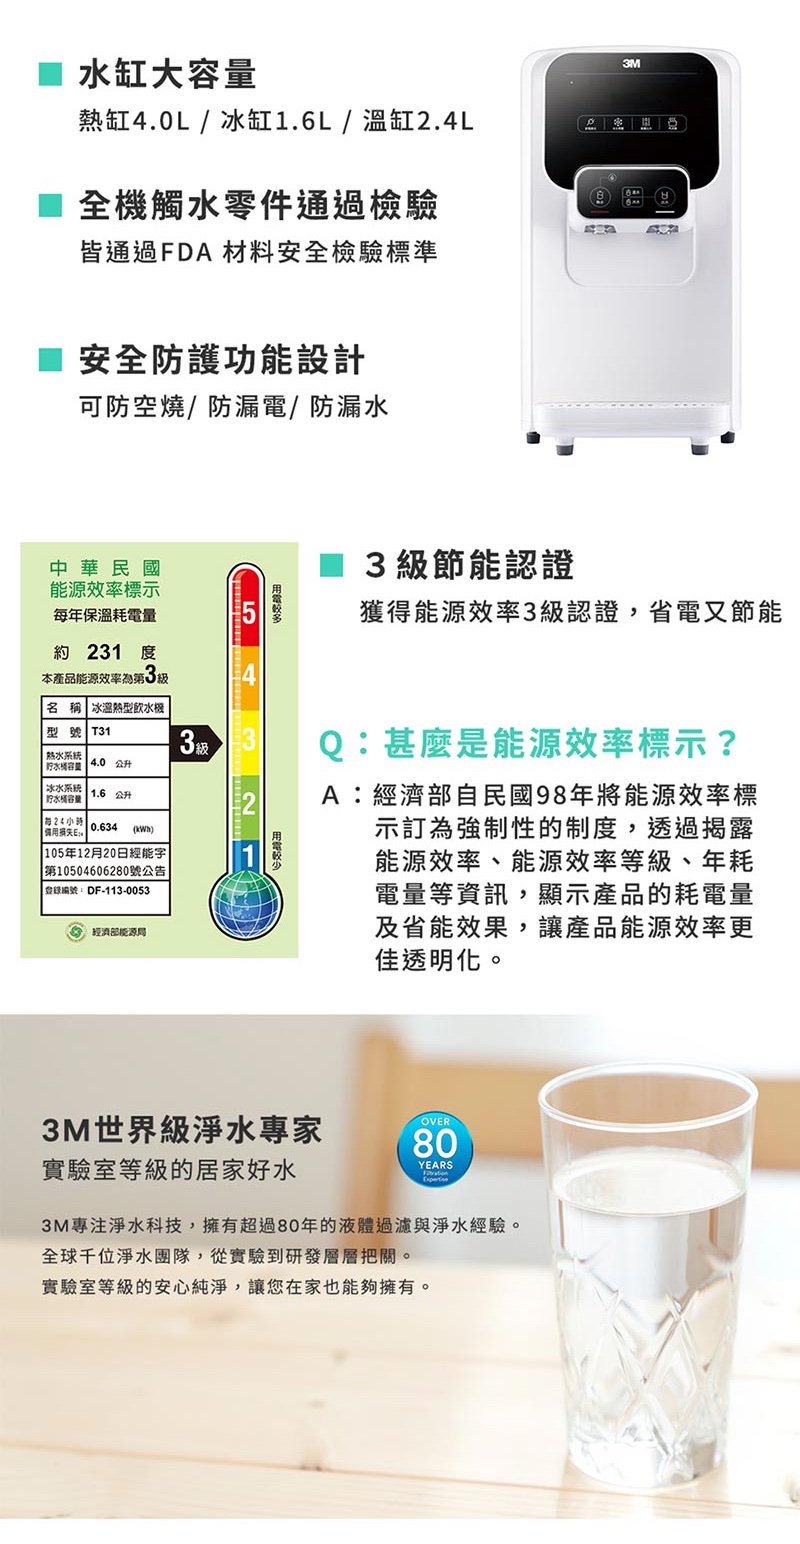 水缸大容量
熱缸4.0L / 冰缸1.6L / 溫缸2.4L
3M
全機觸水零件通過檢驗
皆通過FDA 材料安全檢驗標準
安全防護功能設計
可防空燒/ 防漏電/ 防漏水
中華民國
能源效率標示
每年保溫耗電量
約 231 度
本產品能源效率為第3級
名稱 冰溫熱型飲水機
型號 T31
熱水系統貯水桶容量 4.0 公升
冰水系統貯水桶容量 1.6 公升
每24小時備用損失E24 0.634 (kWh)
105年12月20日經能字
第10504606280號公告
登錄編號：DF-113-0053
經濟部能源局
用電較多
5
4
3級
3
2
1
用電較少
3級節能認證
獲得能源效率3級認證，省電又節能
Q：甚麼是能源效率標示？
A：經濟部自民國98年將能源效率標
示訂為強制性的制度，透過揭露
能源效率、能源效率等級、年耗
電量等資訊，顯示產品的耗電量
及省能效果，讓產品能源效率更
佳透明化。
3M世界級淨水專家
實驗室等級的居家好水
OVER
80
YEARS
Filtration
Expertise
3M專注淨水科技，擁有超過80年的液體過濾與淨水經驗。
全球千位淨水團隊，從實驗到研發層層把關。
實驗室等級的安心純淨，讓您在家也能夠擁有。